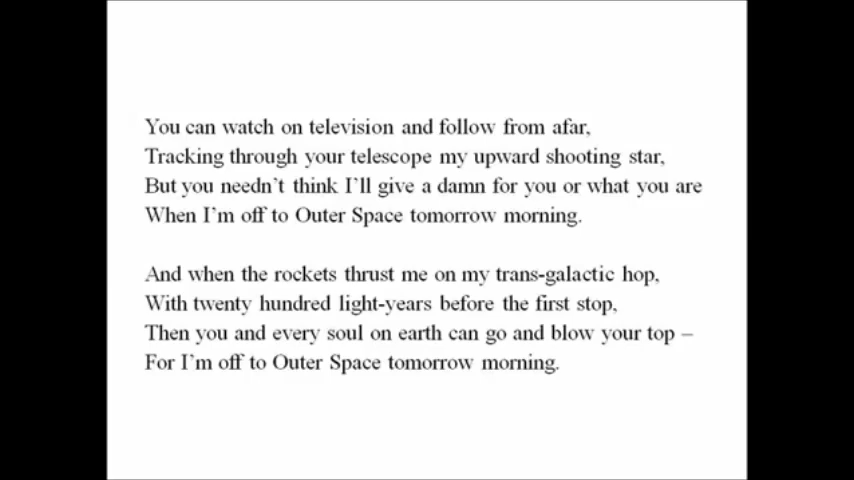 You can watch on television and follow from afar,
Tracking through your telescope my upward shooting star,
But you needn't think I'll give a damn for you or what you are
When I'm off to Outer Space tomorrow morning.
And when the rockets thrust me on my trans-galactic hop,
With twenty hundred light-years before the first stop,
Then you and every soul on earth can go and blow your top –
For I'm off to Outer Space tomorrow morning.